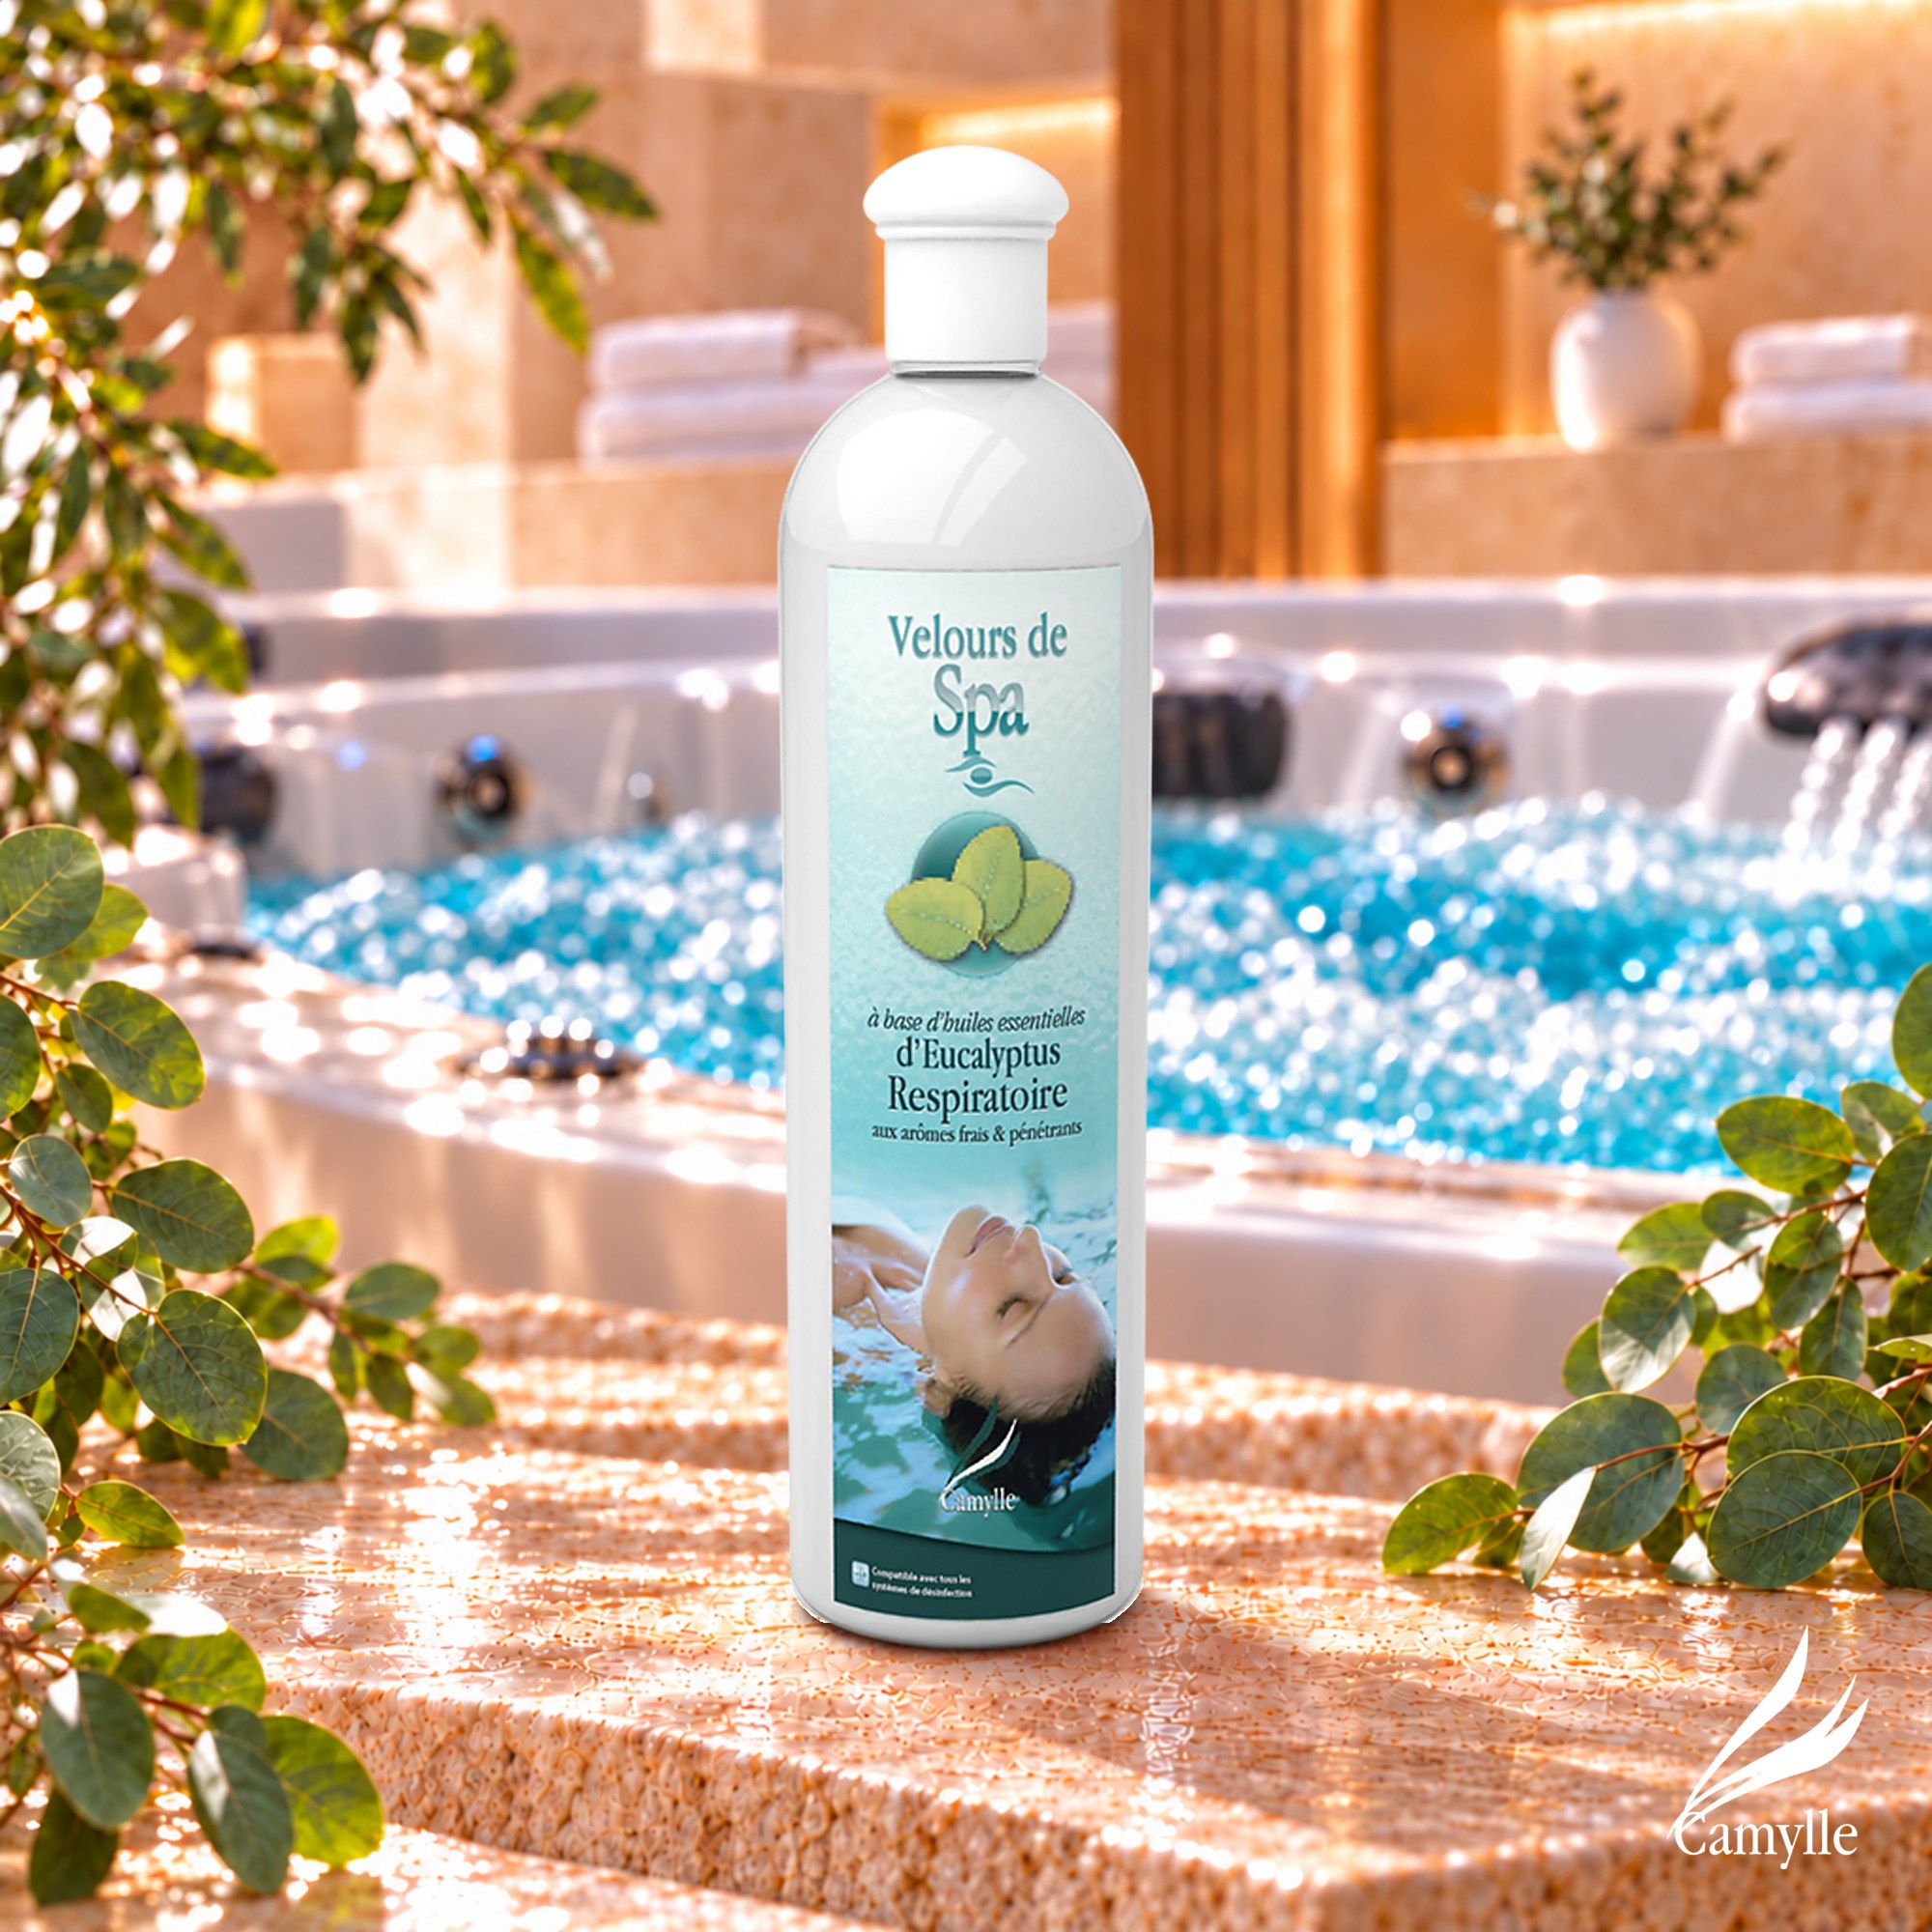 Velours de
Spa
à base d'huiles essentielles
d'Eucalyptus
Respiratoire
aux arômes frais & pénétrants
Camylle
Compatible avec tous les
systèmes de désinfection
Camylle